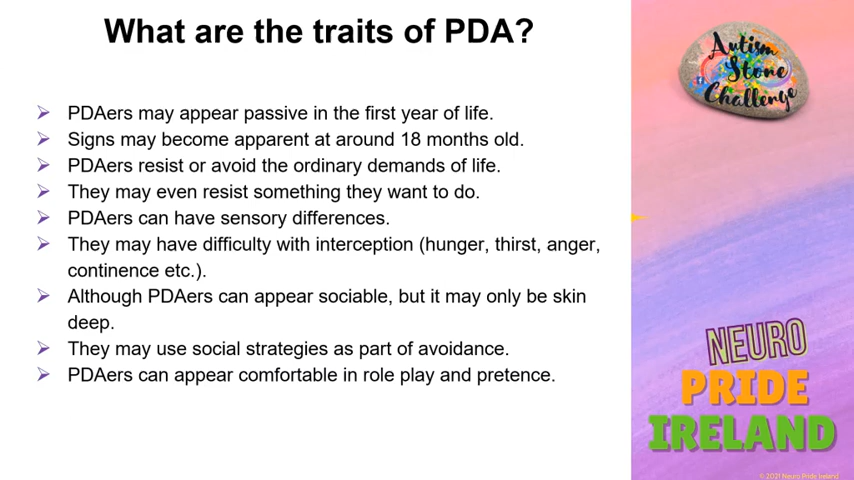 What are the traits of PDA?
PDAers may appear passive in the first year of life.
Signs may become apparent at around 18 months old.
PDAers resist or avoid the ordinary demands of life.
They may even resist something they want to do.
PDAers can have sensory differences.
They may have difficulty with interception (hunger, thirst, anger,
continence etc.).
Although PDAers can appear sociable, but it may only be skin
deep.
They may use social strategies as part of avoidance.
PDAers can appear comfortable in role play and pretence.
Autism
Stone
Challenge
NEURO
PRIDE
IRELAND
© 2021 Neuro Pride Ireland